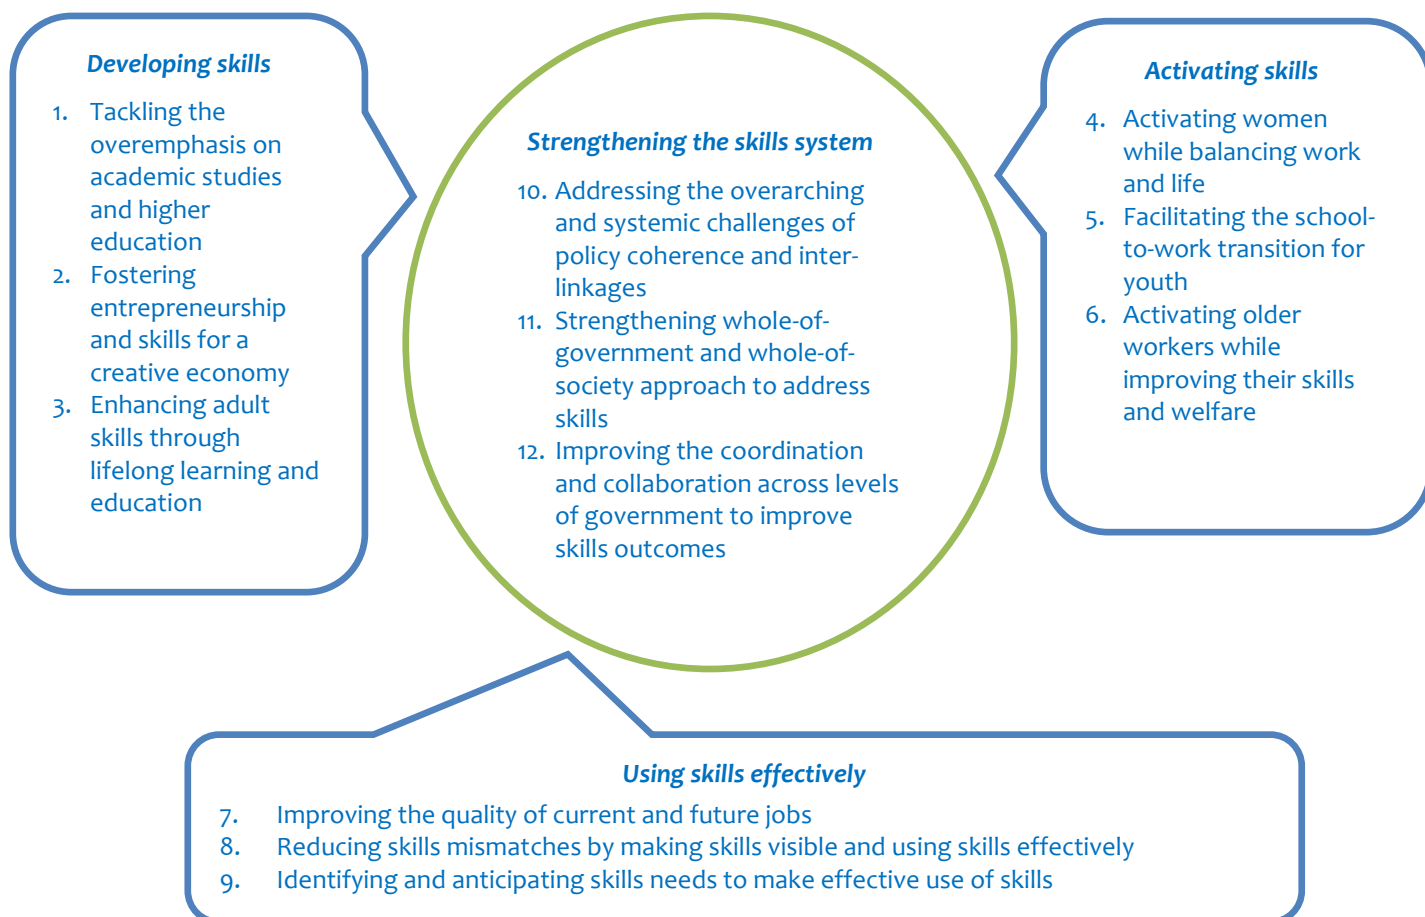 Developing skills
1. Tackling the
overemphasis on
academic studies
and higher
education
2. Fostering
entrepreneurship
and skills for a
creative economy
3. Enhancing adult
skills through
lifelong learning and
education
Strengthening the skills system
10. Addressing the overarching
and systemic challenges of
policy coherence and inter-
linkages
11. Strengthening whole-of-
government and whole-of-
society approach to address
skills
12. Improving the coordination
and collaboration across levels
of government to improve
skills outcomes
Activating skills
4. Activating women
while balancing work
and life
5. Facilitating the school-
to-work transition for
youth
6. Activating older
workers while
improving their skills
and welfare
Using skills effectively
7. Improving the quality of current and future jobs
8. Reducing skills mismatches by making skills visible and using skills effectively
9. Identifying and anticipating skills needs to make effective use of skills